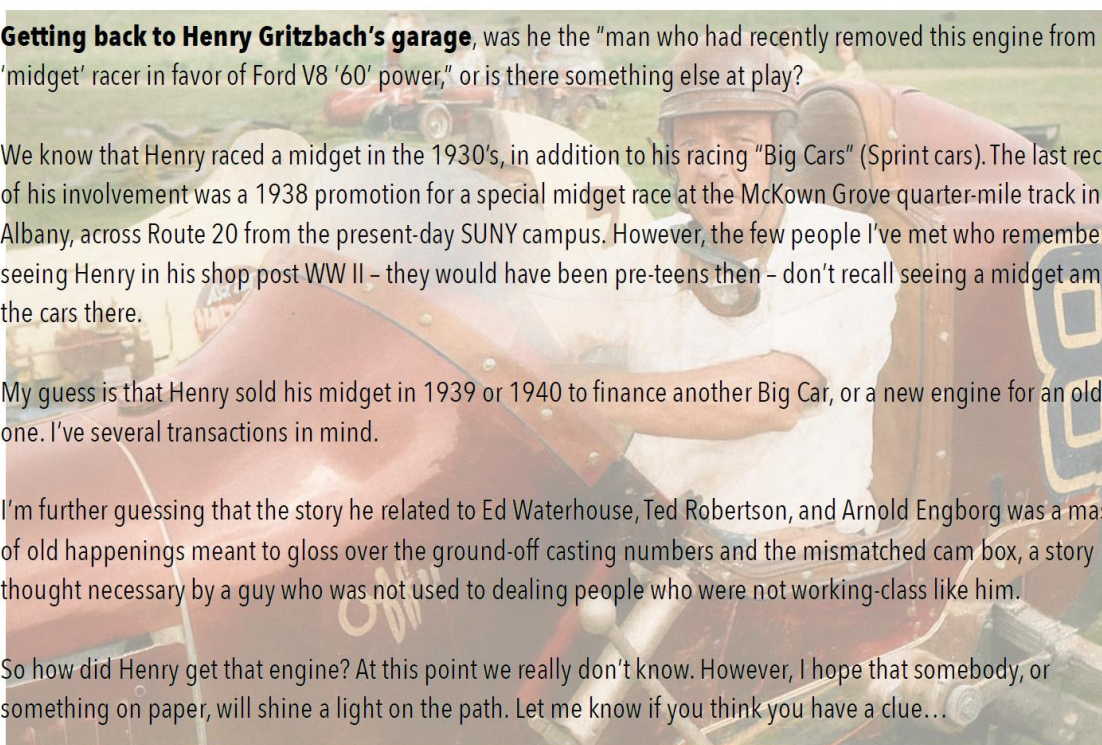 Getting back to Henry Gritzbach’s garage, was he the “man who had recently removed this engine from
‘midget’ racer in favor of Ford V8 ‘60’ power,” or is there something else at play?
We know that Henry raced a midget in the 1930’s, in addition to his racing “Big Cars” (Sprint cars). The last rec
of his involvement was a 1938 promotion for a special midget race at the McKown Grove quarter-mile track in
Albany, across Route 20 from the present-day SUNY campus. However, the few people I’ve met who remembe
seeing Henry in his shop post WW II – they would have been pre-teens then – don’t recall seeing a midget am
the cars there.
My guess is that Henry sold his midget in 1939 or 1940 to finance another Big Car, or a new engine for an old
one. I’ve several transactions in mind.
I’m further guessing that the story he related to Ed Waterhouse, Ted Robertson, and Arnold Engborg was a mas
of old happenings meant to gloss over the ground-off casting numbers and the mismatched cam box, a story
thought necessary by a guy who was not used to dealing people who were not working-class like him.
So how did Henry get that engine? At this point we really don’t know. However, I hope that somebody, or
something on paper, will shine a light on the path. Let me know if you think you have a clue…
8
Offy